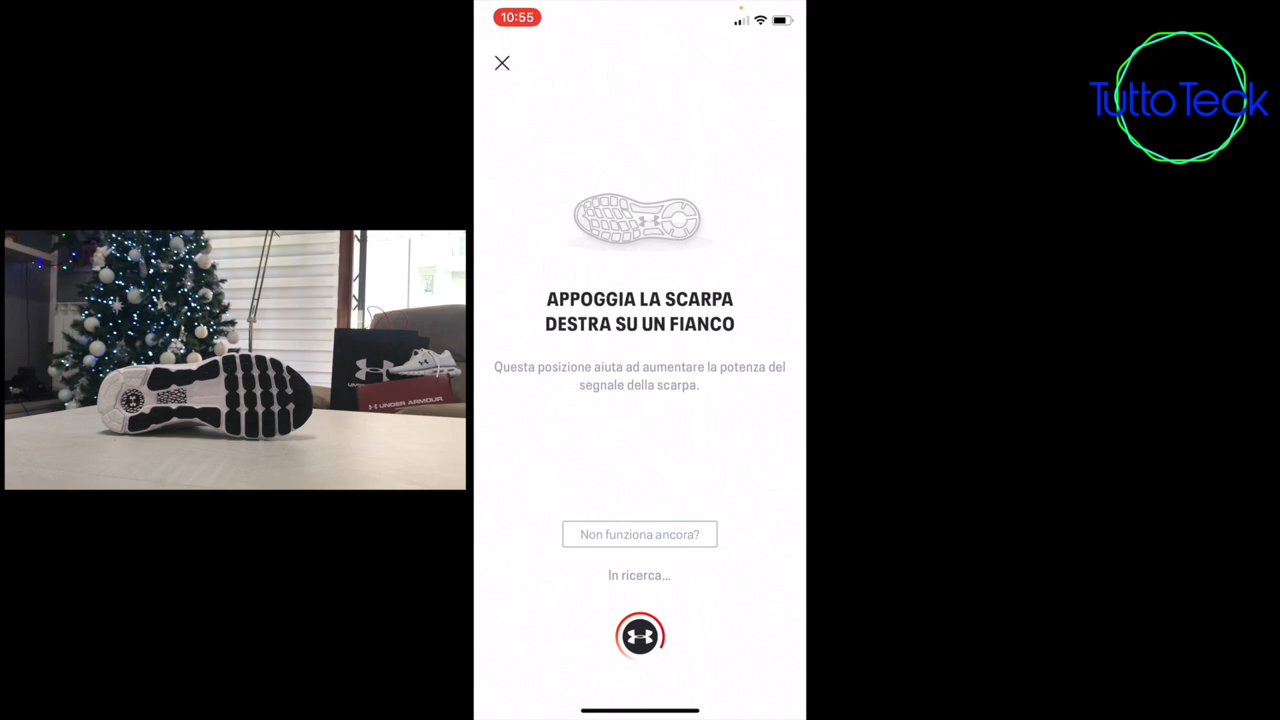 10:55
TuttoTeck
APPOGGIA LA SCARPA
DESTRA SU UN FIANCO
Questa posizione aiuta ad aumentare la potenza del
segnale della scarpa.
UNDER ARMOUR
Non funziona ancora?
In ricerca...